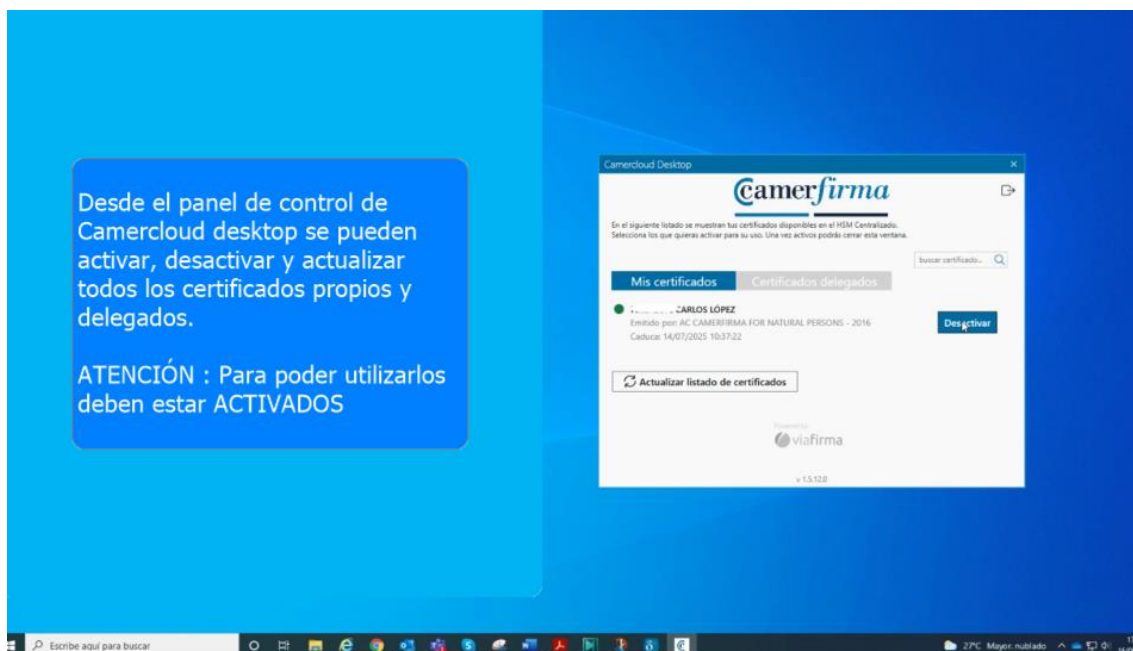 Desde el panel de control de
Camercloud desktop se pueden
activar, desactivar y actualizar
todos los certificados propios y
delegados.
ATENCIÓN : Para poder utilizarlos
deben estar ACTIVADOS
Camercloud Desktop
Camerfirma
En el siguiente listado se muestran tus certificados disponibles en el HSM Centralizado.
Selecciona los que quieras activar para su uso. Una vez activos podrás cerrar esta ventana.
buscar certificado...
Mis certificados Certificados delegados
CARLOS LÓPEZ
Emitido por: AC CAMERFIRMA FOR NATURAL PERSONS - 2016
Caduca: 14/07/2025 10:37:22
Desactivar
Actualizar listado de certificados
Powered by
viafirma
v 1.5.12.0
Escribe aquí para buscar
27°C Mayor. nublado